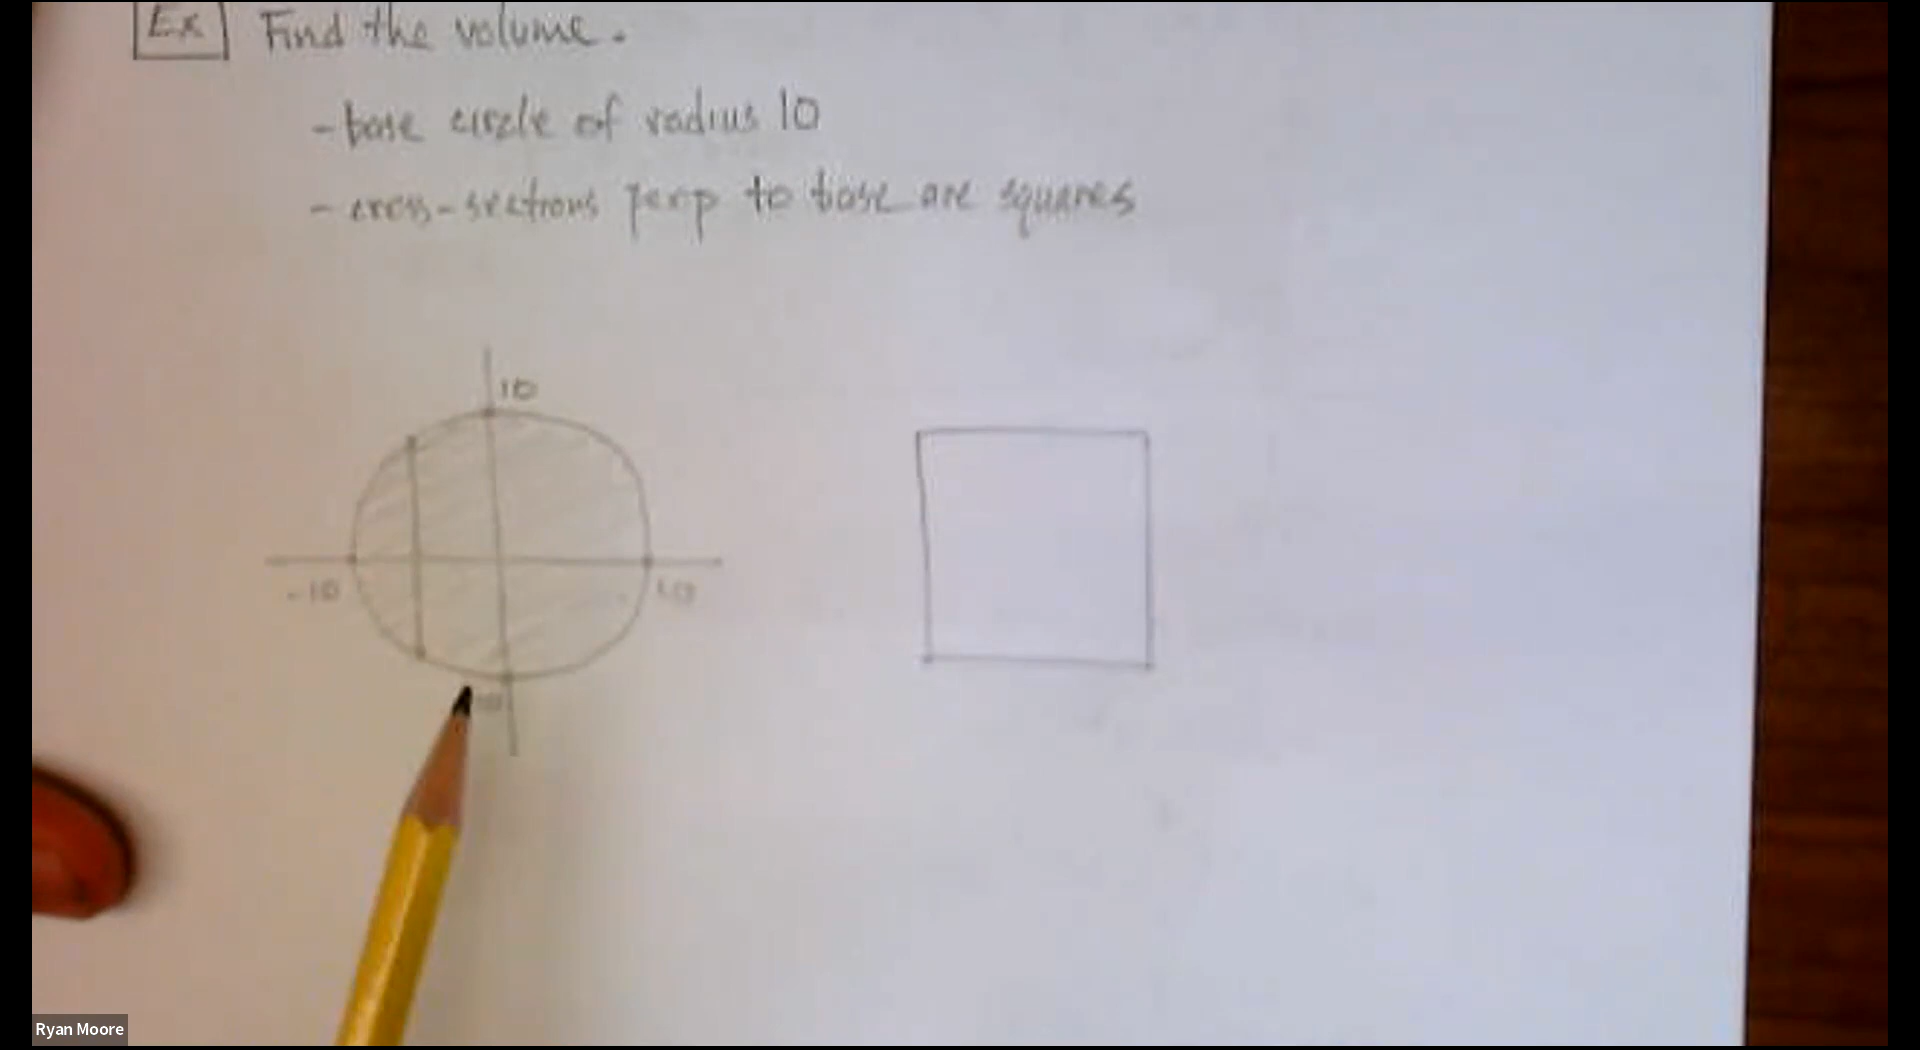 Ex Find the volume.
- base circle of radius 10
- cross-sections perp to base are squares
10
-10
10
Ryan Moore